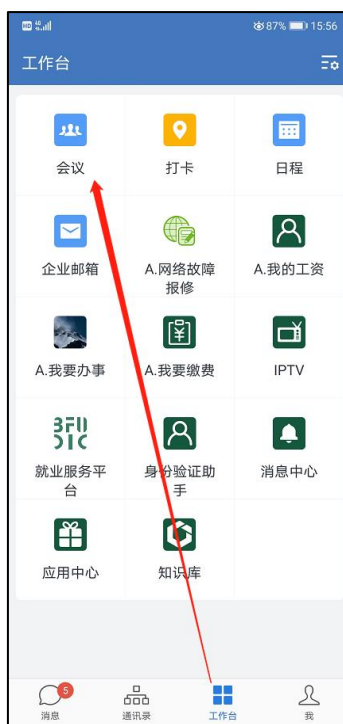 HD 4G 87% 15:56
工作台
会议 打卡 日程
企业邮箱 A.网络故障 A.我的工资
报修
A.我要办事 A.我要缴费 IPTV
就业服务平 身份验证助 消息中心
台 手
应用中心 知识库
5
消息 通讯录 工作台 我